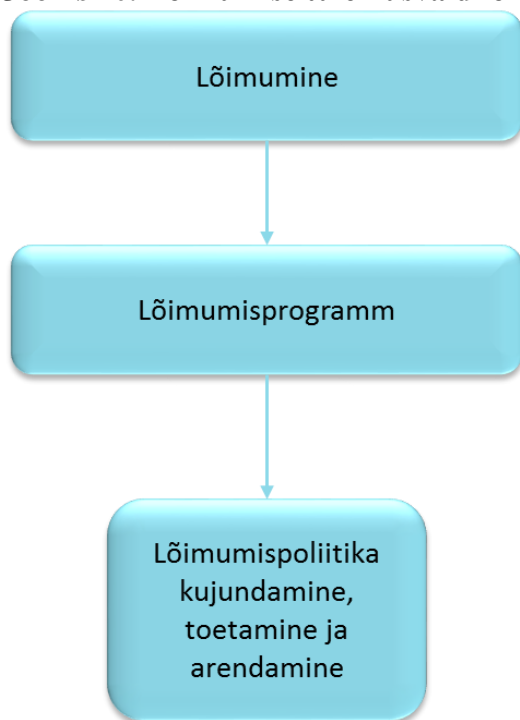 Lõimumine
Lõimumisprogramm
Lõimumispoliitika
kujundamine,
toetamine ja
arendamine